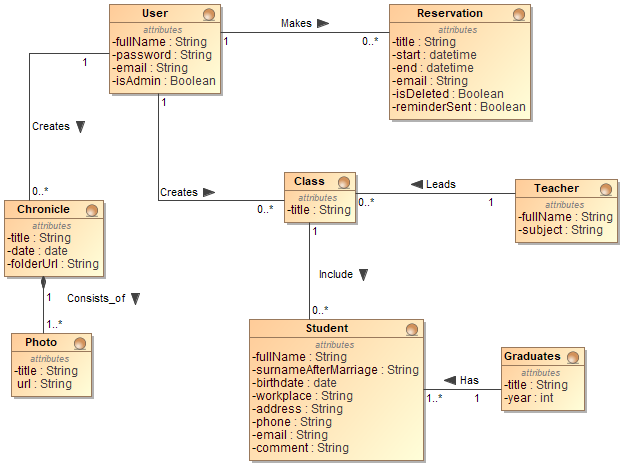 User
attributes
-fullName : String
-password : String
-email : String
-isAdmin : Boolean
Makes
1
0..*
Reservation
attributes
-title : String
-start : datetime
-end : datetime
-email : String
-isDeleted : Boolean
-reminderSent : Boolean
1
Creates
0..*
1
Creates
0..*
Chronicle
attributes
-title : String
-date : date
-folderUrl : String
Class
attributes
-title : String
Leads
0..*
1
Teacher
attributes
-fullName : String
-subject : String
1
Consists_of
1..*
Photo
attributes
-title : String
url : String
1
Include
0..*
Student
attributes
-fullName : String
-surnameAfterMarriage : String
-birthdate : date
-workplace : String
-address : String
-phone : String
-email : String
-comment : String
Has
1..*
1
Graduates
attributes
-title : String
-year : int